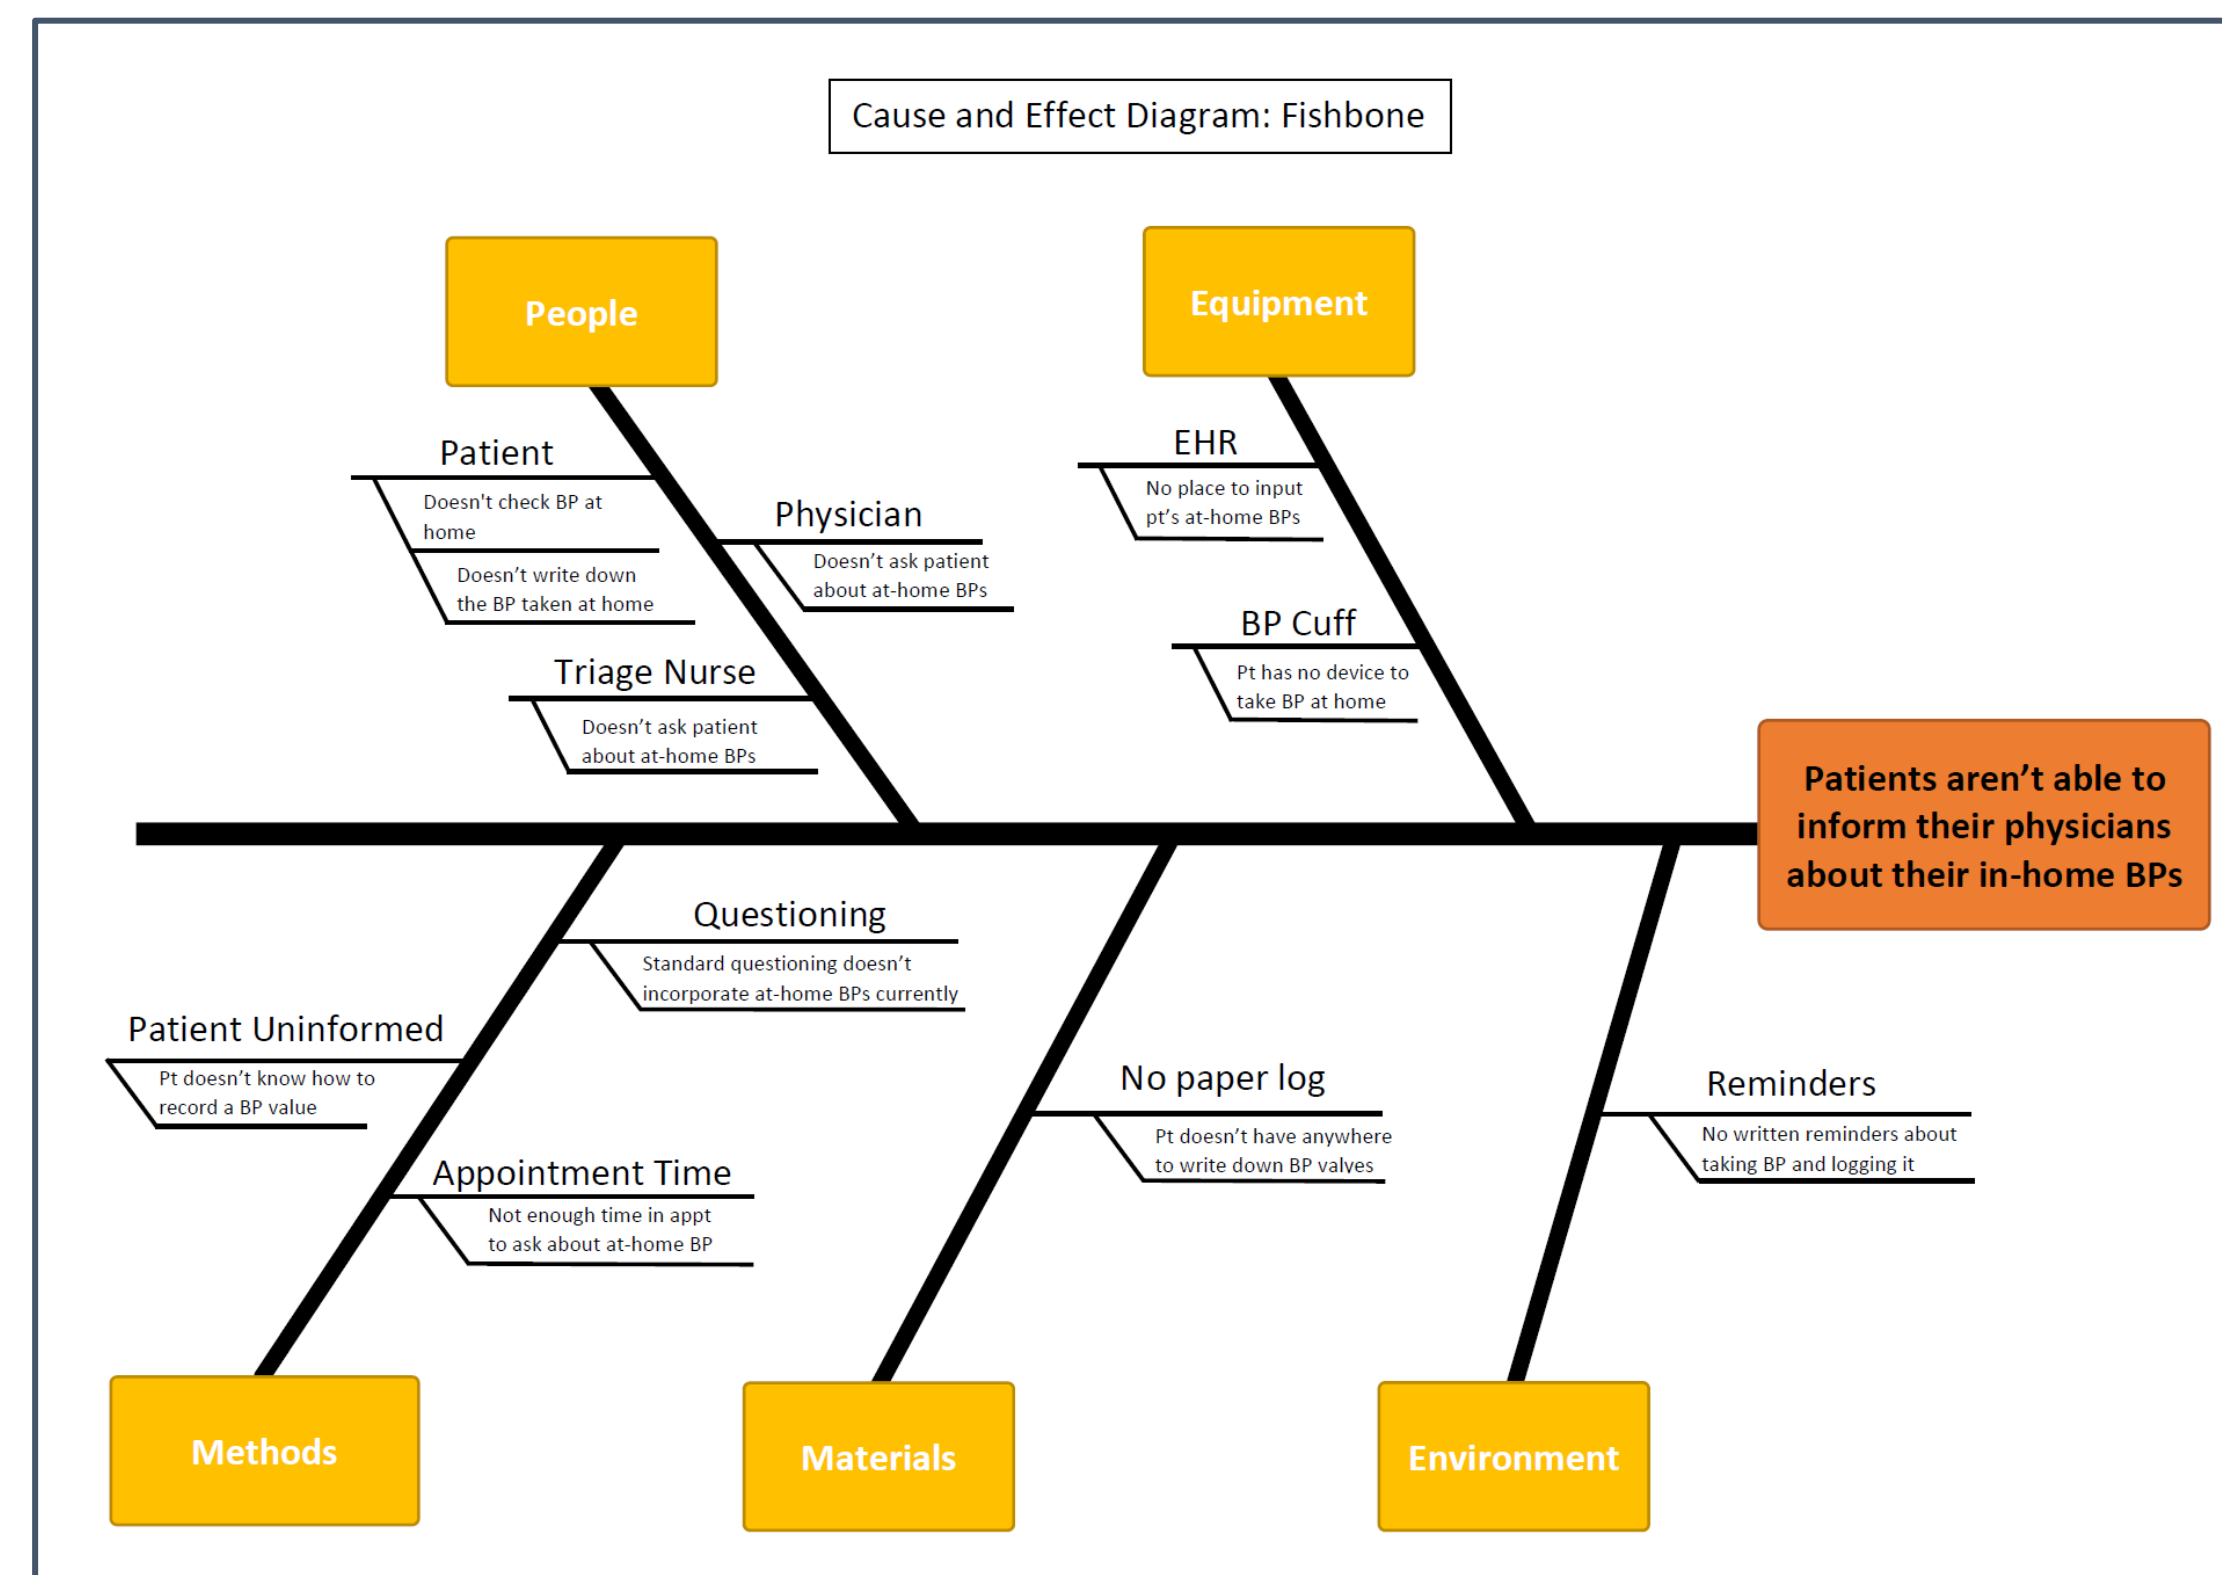 Cause and Effect Diagram: Fishbone
People
Equipment
Patient
Doesn't check BP at
home
Doesn’t write down
the BP taken at home
Physician
Doesn’t ask patient
about at-home BPs
Triage Nurse
Doesn’t ask patient
about at-home BPs
EHR
No place to input
pt’s at-home BPs
BP Cuff
Pt has no device to
take BP at home
Patients aren’t able to
inform their physicians
about their in-home BPs
Questioning
Standard questioning doesn’t
incorporate at-home BPs currently
Patient Uninformed
Pt doesn’t know how to
record a BP value
Appointment Time
Not enough time in appt
to ask about at-home BP
No paper log
Pt doesn’t have anywhere
to write down BP valves
Reminders
No written reminders about
taking BP and logging it
Methods
Materials
Environment